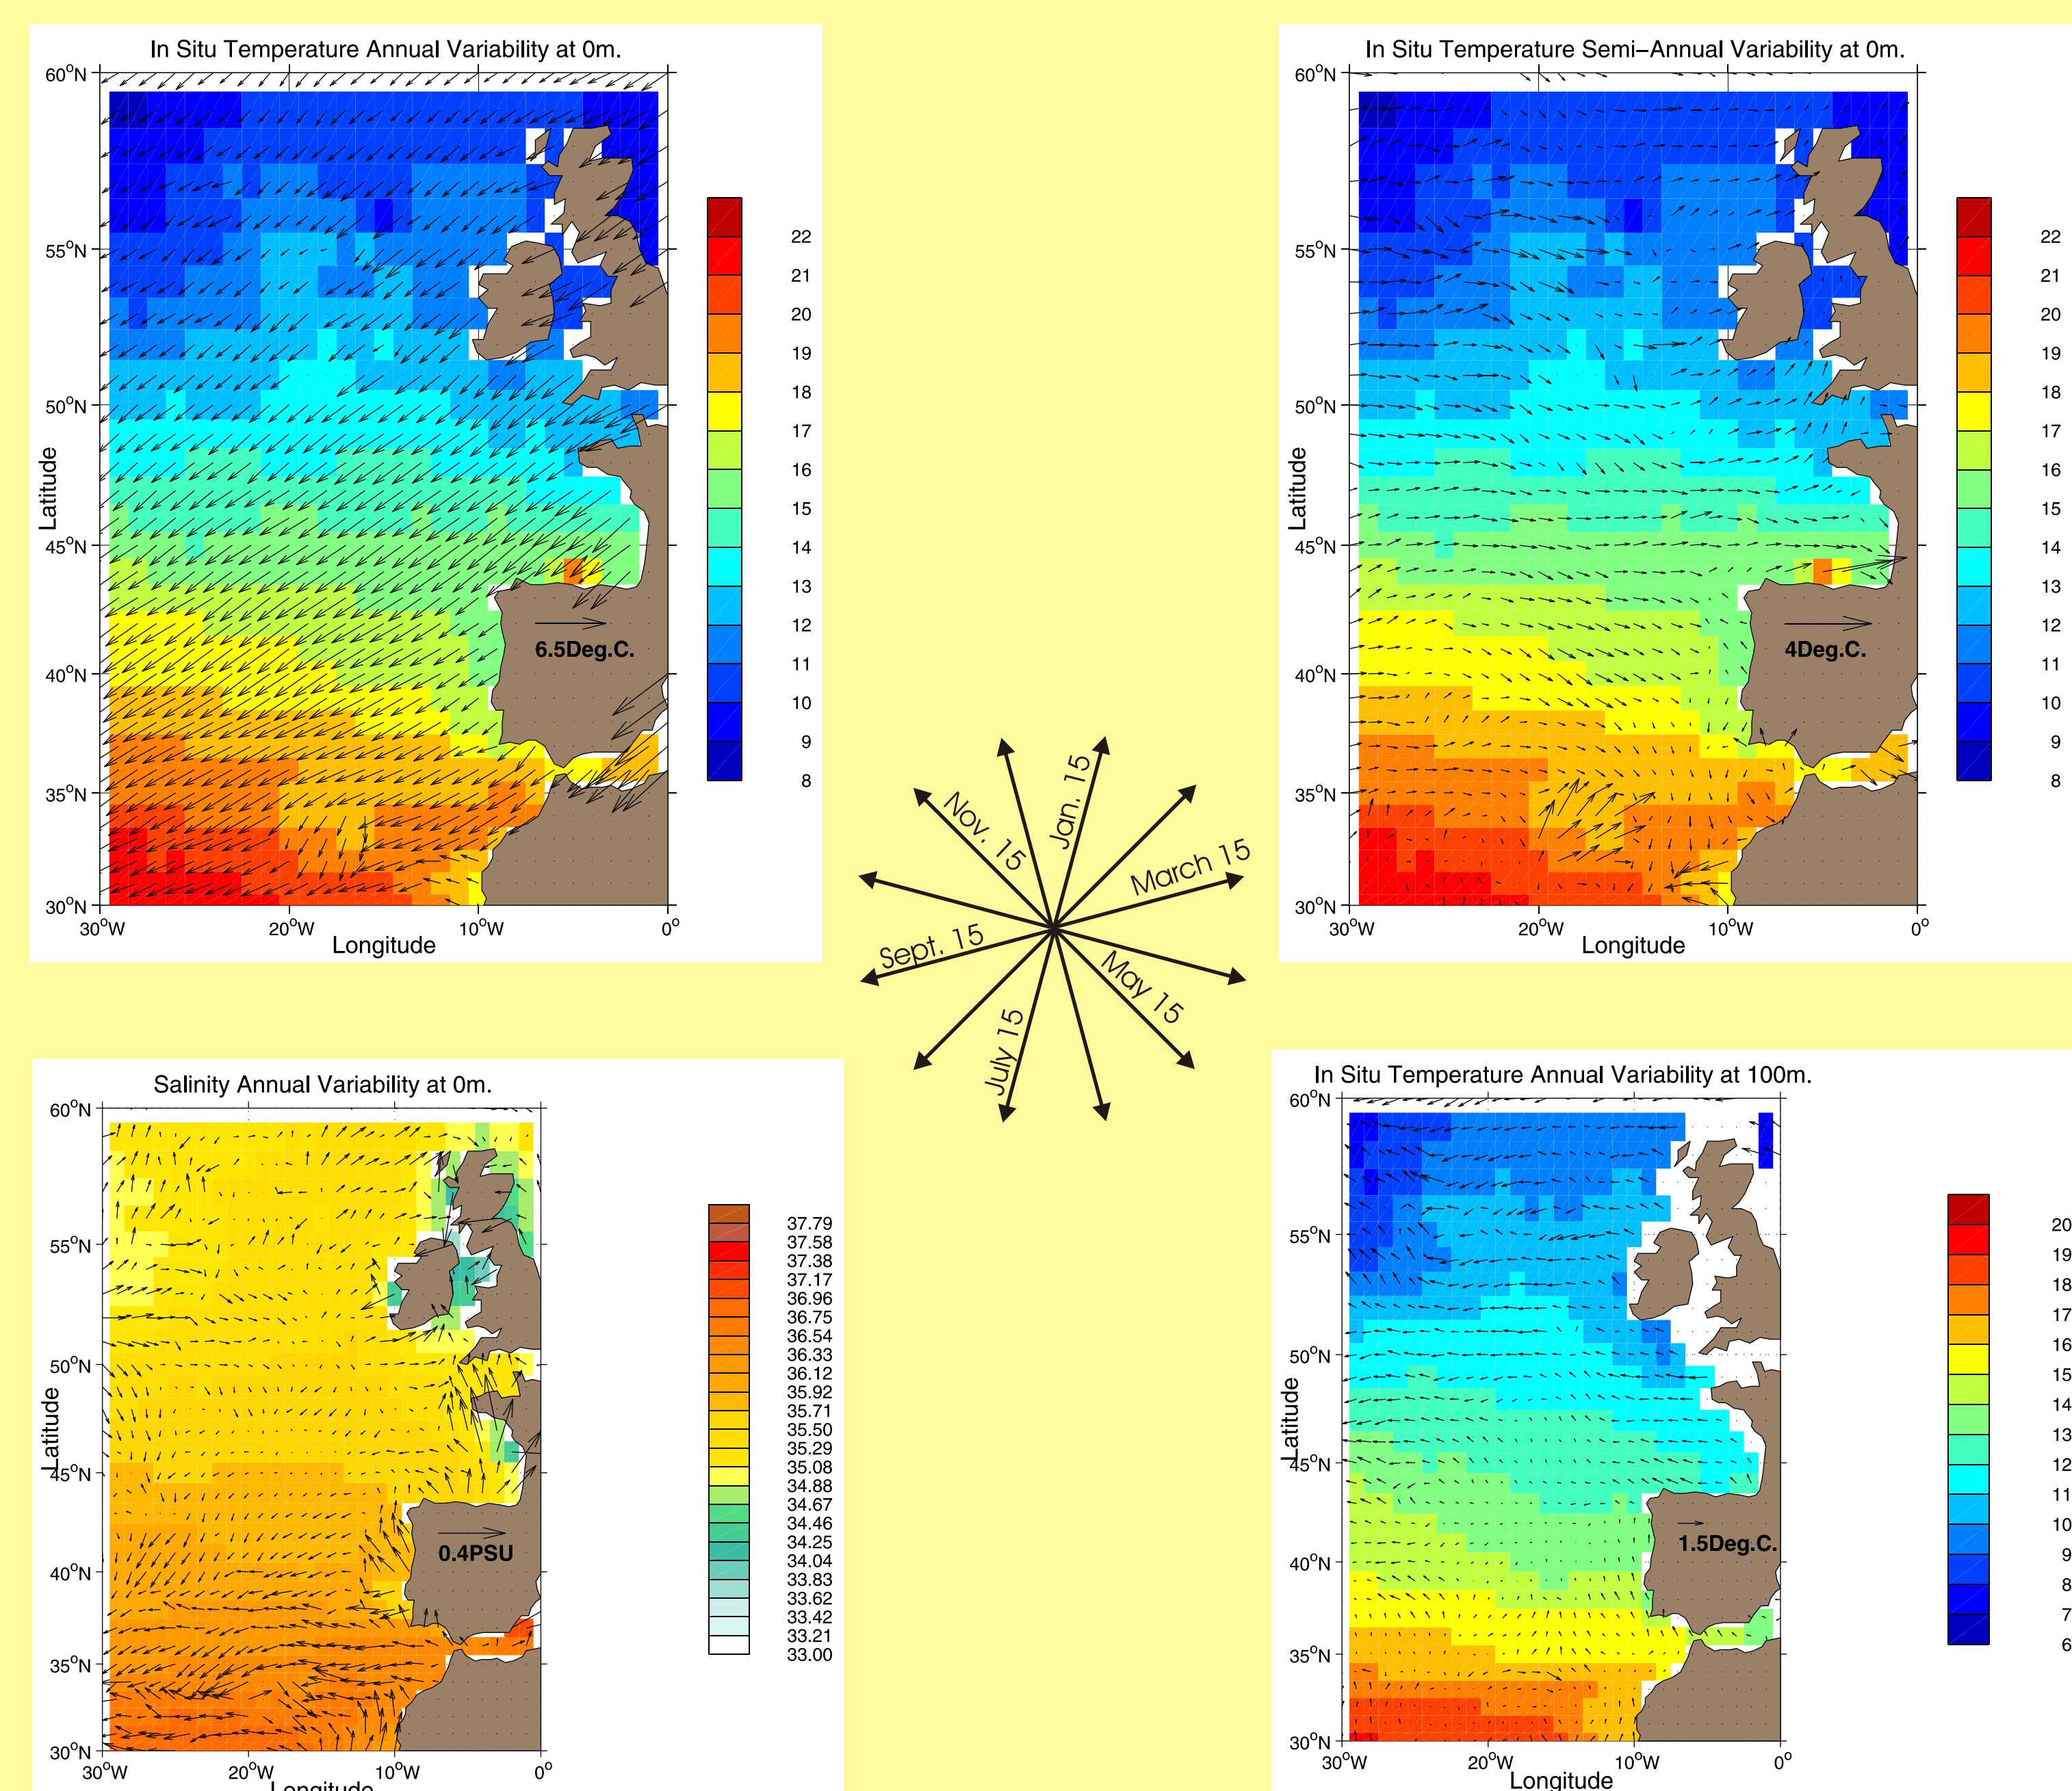 In Situ Temperature Annual Variability at 0m.
60°N
55°N
50°N
45°N
40°N
35°N
30°N
Latitude
30°W
20°W
10°W
0°
Longitude
6.5Deg.C.
22
21
20
19
18
17
16
15
14
13
12
11
10
9
8
In Situ Temperature Semi–Annual Variability at 0m.
60°N
55°N
50°N
45°N
40°N
35°N
30°N
Latitude
30°W
20°W
10°W
0°
Longitude
4Deg.C.
22
21
20
19
18
17
16
15
14
13
12
11
10
9
8
Jan. 15
March 15
May 15
July 15
Sept. 15
Nov. 15
Salinity Annual Variability at 0m.
60°N
55°N
50°N
45°N
40°N
35°N
30°N
Latitude
30°W
20°W
10°W
0°
Longitude
0.4PSU
37.79
37.58
37.38
37.17
36.96
36.75
36.54
36.33
36.12
35.92
35.71
35.50
35.29
35.08
34.88
34.67
34.46
34.25
34.04
33.83
33.62
33.42
33.21
33.00
In Situ Temperature Annual Variability at 100m.
60°N
55°N
50°N
45°N
40°N
35°N
30°N
Latitude
30°W
20°W
10°W
0°
Longitude
1.5Deg.C.
20
19
18
17
16
15
14
13
12
11
10
9
8
7
6